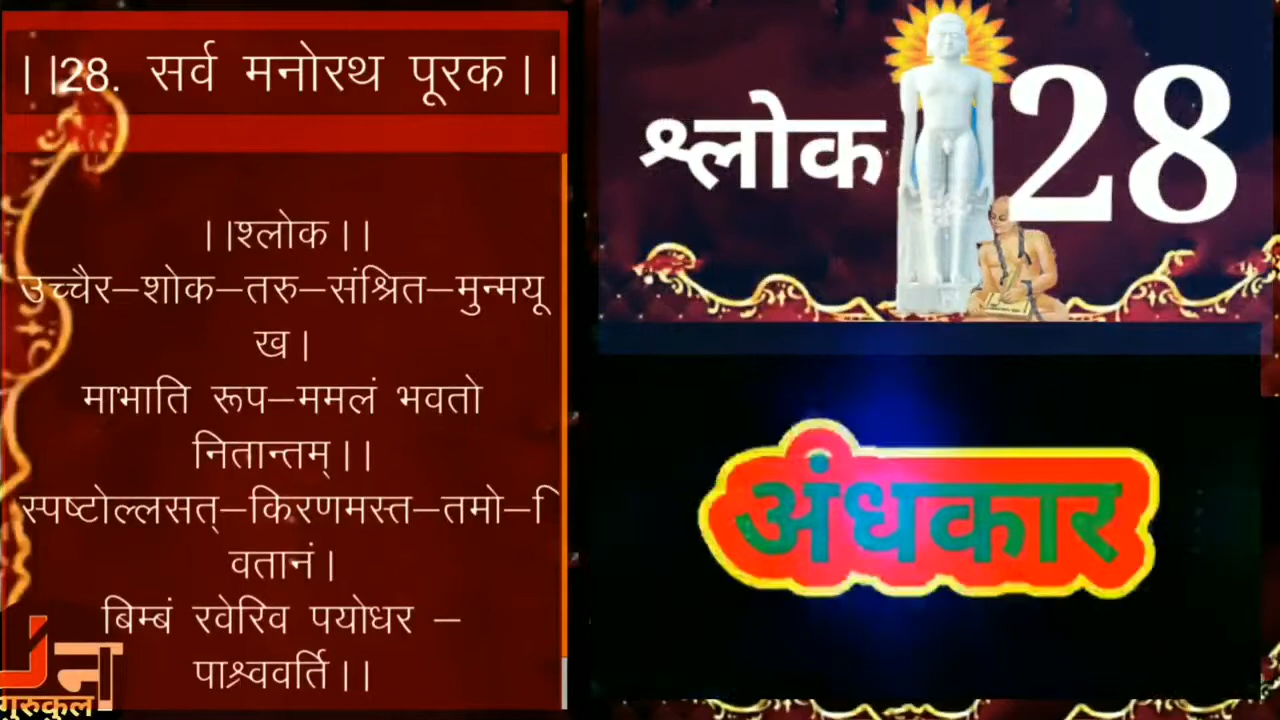 ||28. सर्व मनोरथ पूरक||
||श्लोक||
उच्चैर–शोक–तरु–संश्रित–मुन्मयू
ख।
माभाति रूप–ममलं भवतो
नितान्तम्||
स्पष्टोल्लसत्–किरणमस्त–तमो–ि
वतानं।
बिम्बं रवेरिव पयोधर –
पाश्र्ववर्ति||
जैन
गुरुकुल
श्लोक 28
अंधकार